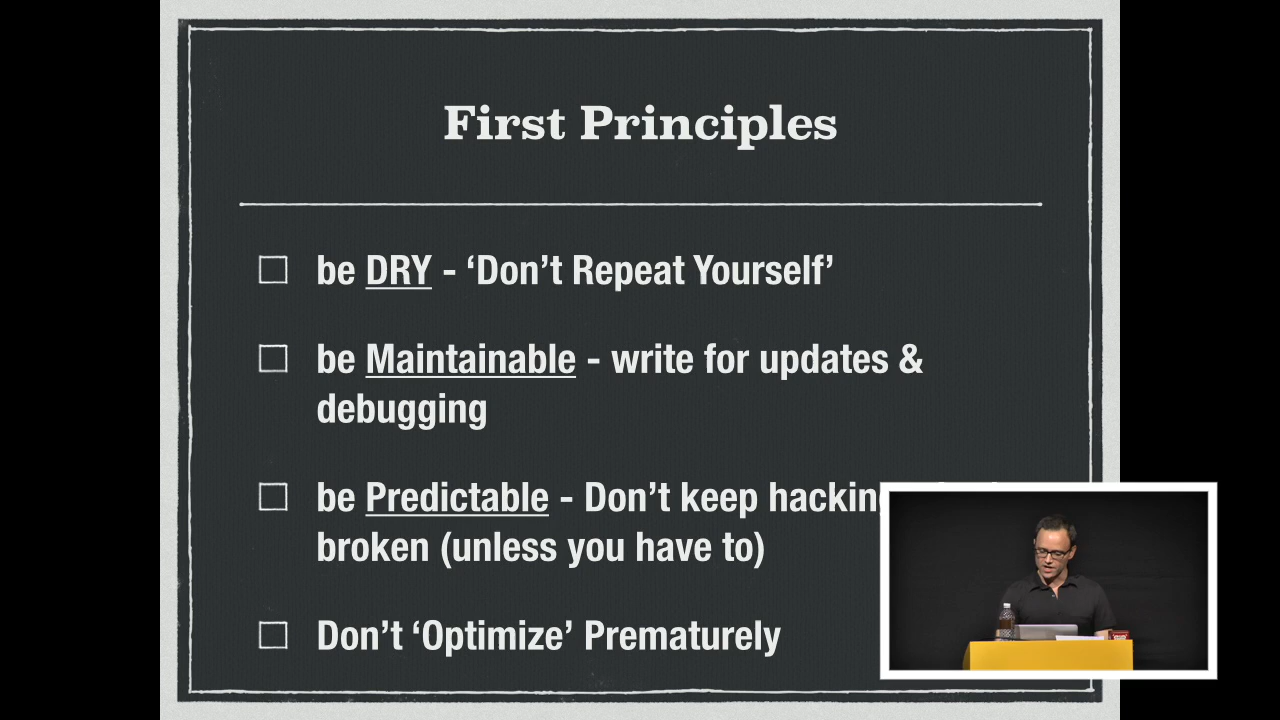 First Principles
be DRY - ‘Don’t Repeat Yourself’
be Maintainable - write for updates &
debugging
be Predictable - Don’t keep hacking
broken (unless you have to)
Don’t ‘Optimize’ Prematurely